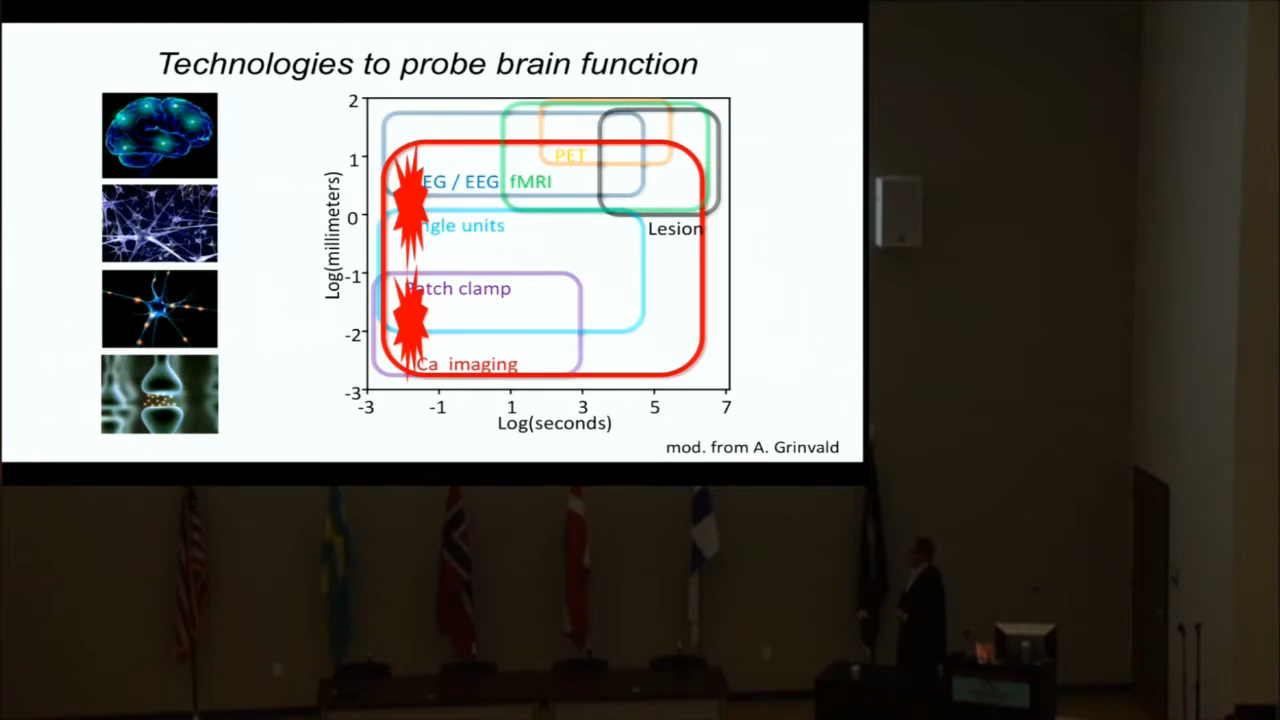 Technologies to probe brain function
2
1
0
-1
-2
-3
Log(millimeters)
PET
EG / EEG
fMRI
Lesion
ngle units
atch clamp
Ca imaging
-3
-1
1
3
5
7
Log(seconds)
mod. from A. Grinvald